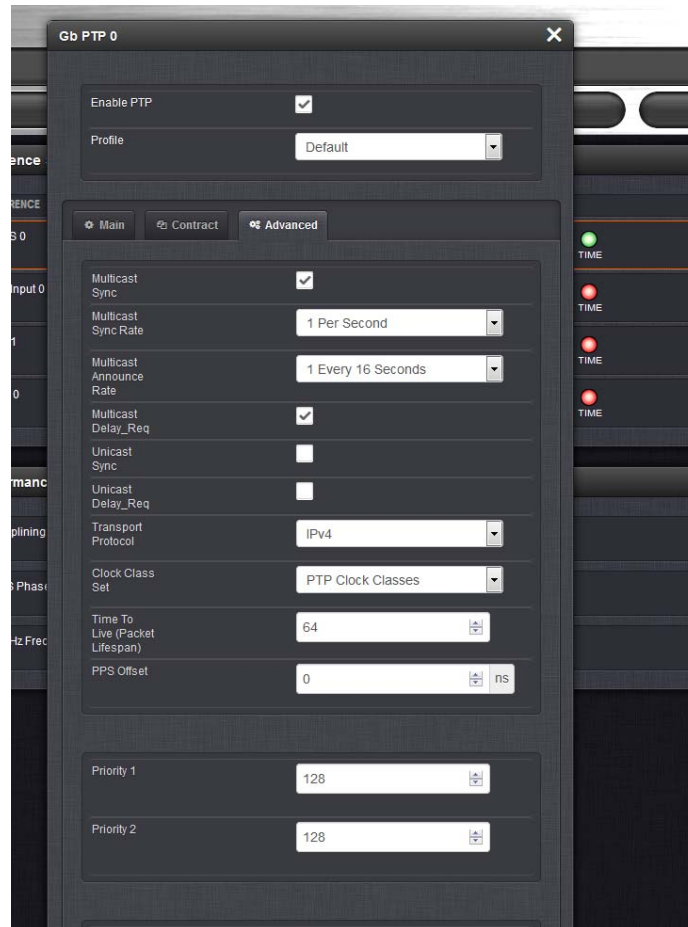 Gb PTP 0
Enable PTP
Profile
Default
Main
Contract
Advanced
Multicast
Sync
Multicast
Sync Rate
1 Per Second
Multicast
Announce
Rate
1 Every 16 Seconds
Multicast
Delay_Req
Unicast
Sync
Unicast
Delay_Req
Transport
Protocol
IPv4
Clock Class
Set
PTP Clock Classes
Time To
Live (Packet
Lifespan)
64
PPS Offset
0
ns
Priority 1
128
Priority 2
128
ence
RENCE
S 0
TIME
Input 0
TIME
1
TIME
0
TIME
rmanc
plining
Phase
Hz Freq